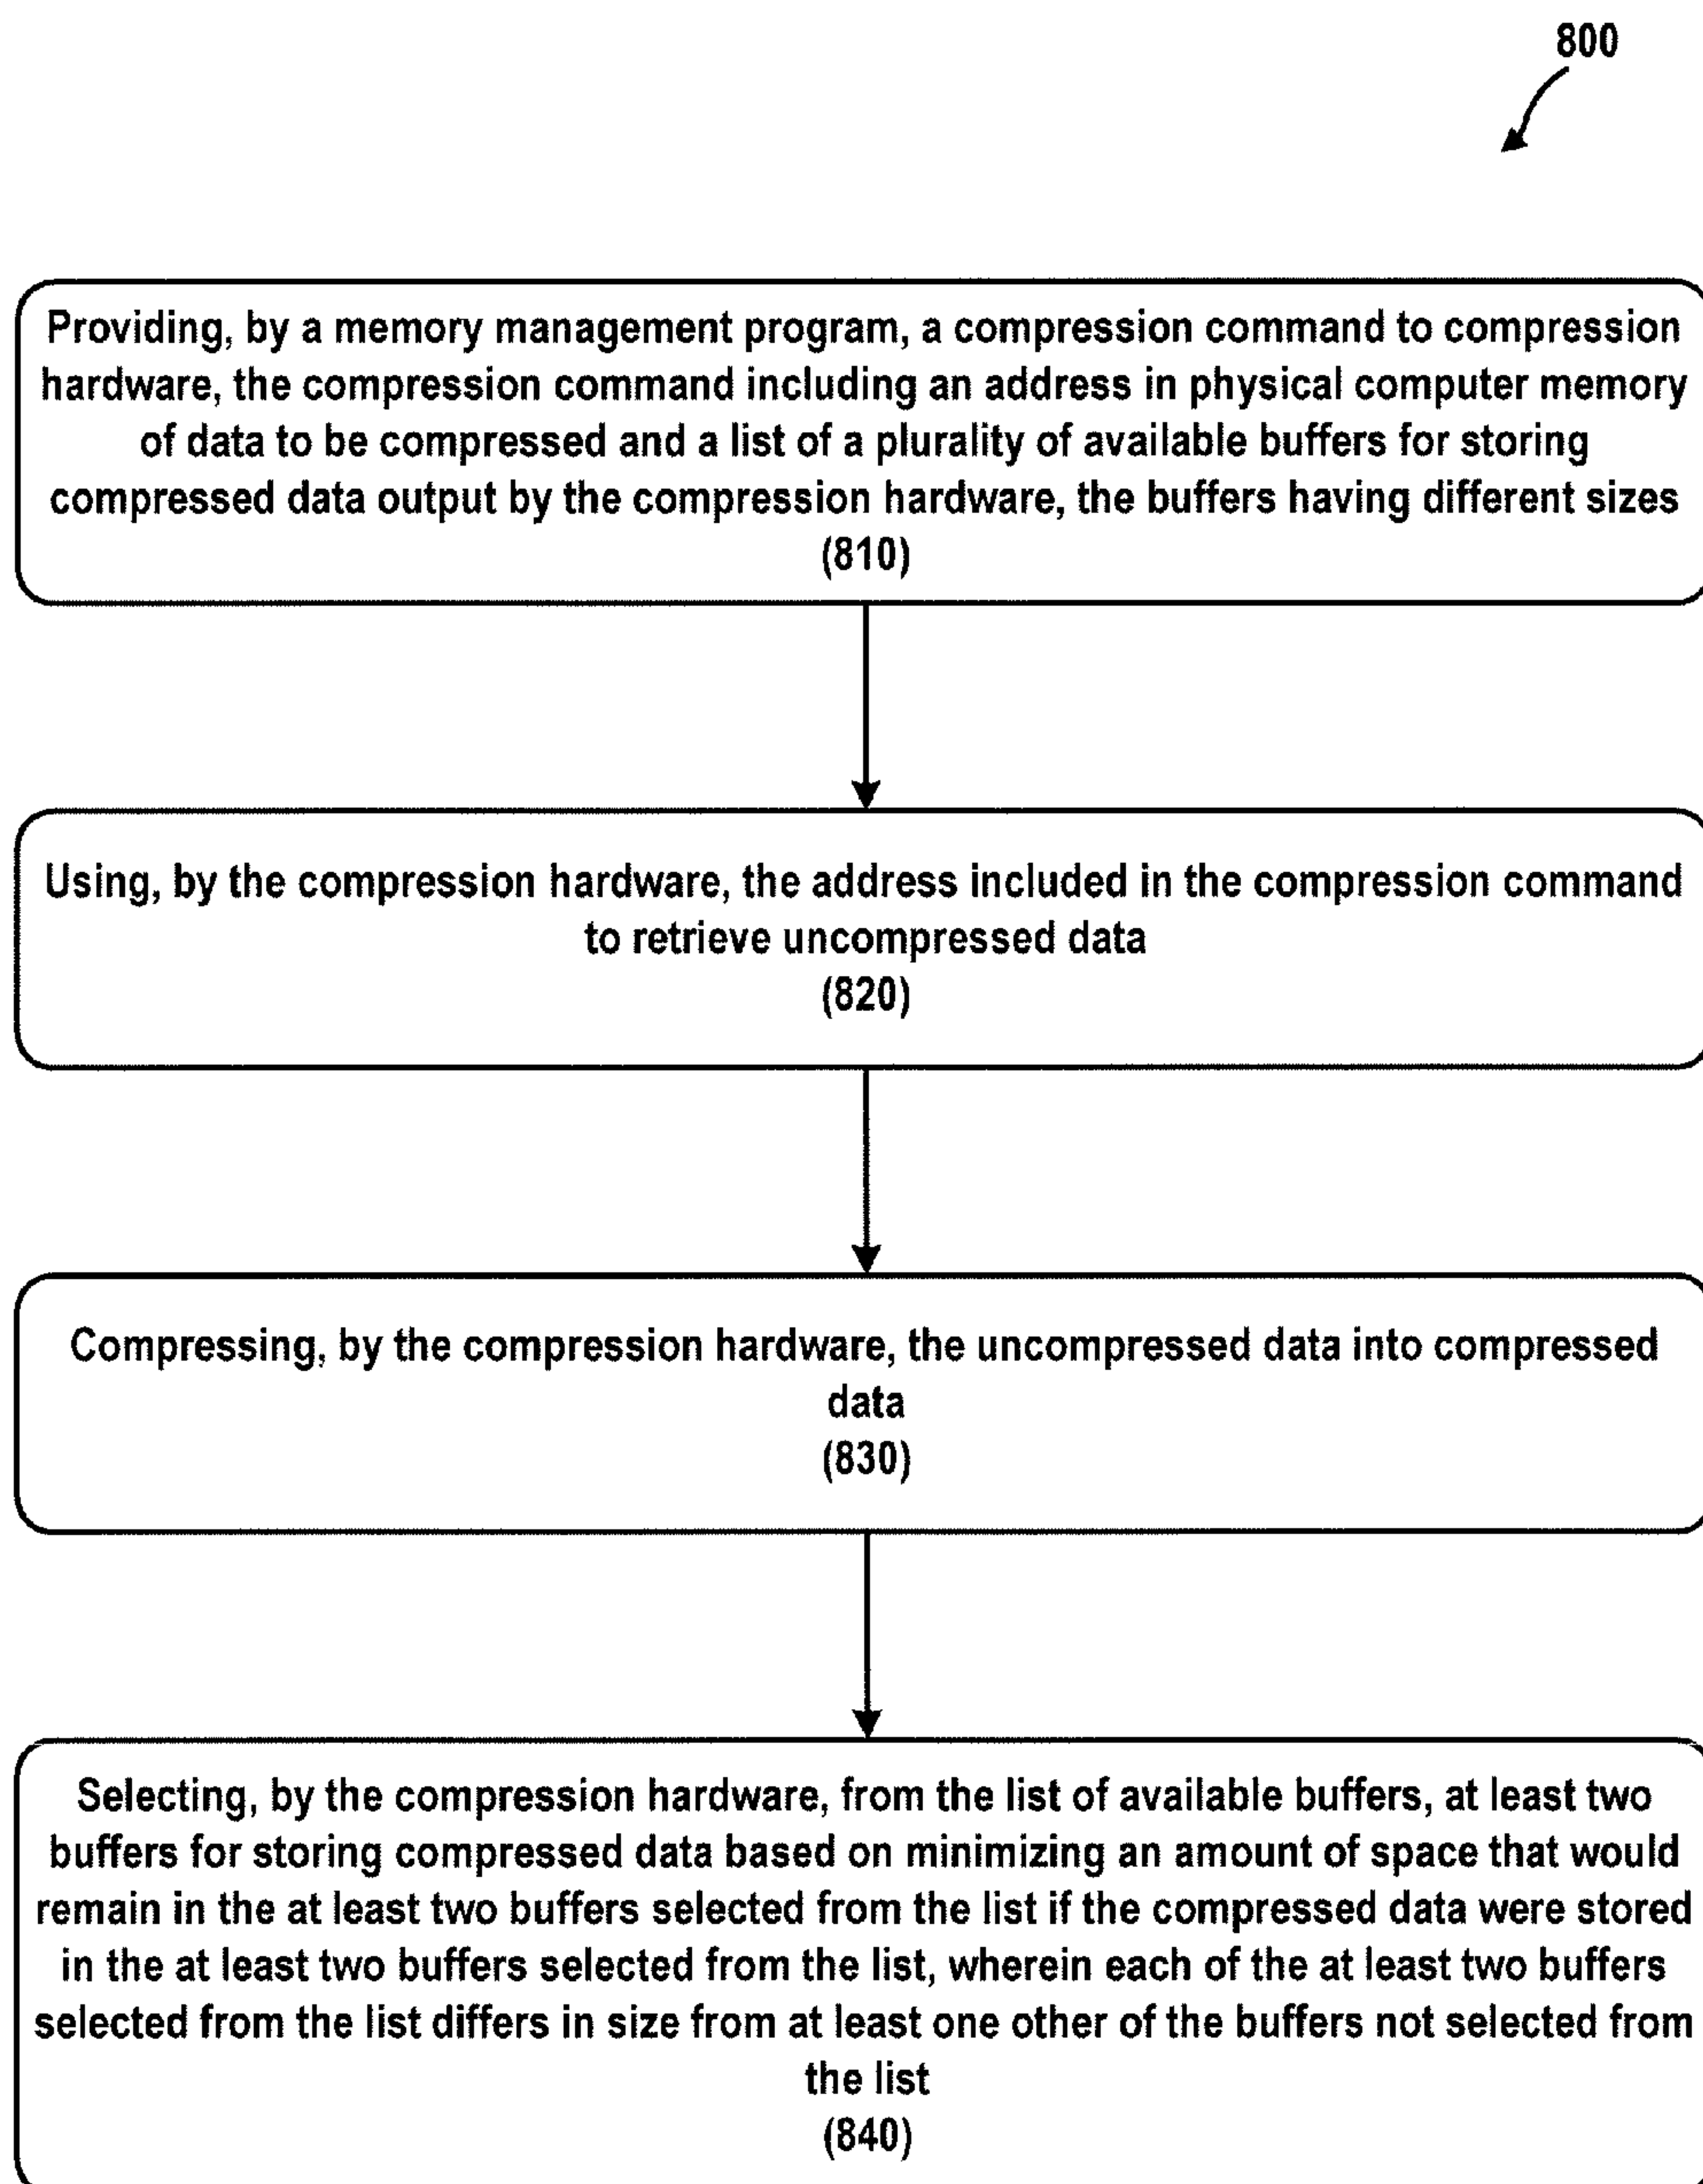 800
Providing, by a memory management program, a compression command to compression
hardware, the compression command including an address in physical computer memory
of data to be compressed and a list of a plurality of available buffers for storing
compressed data output by the compression hardware, the buffers having different sizes
(810)
Using, by the compression hardware, the address included in the compression command
to retrieve uncompressed data
(820)
Compressing, by the compression hardware, the uncompressed data into compressed
data
(830)
Selecting, by the compression hardware, from the list of available buffers, at least two
buffers for storing compressed data based on minimizing an amount of space that would
remain in the at least two buffers selected from the list if the compressed data were stored
in the at least two buffers selected from the list, wherein each of the at least two buffers
selected from the list differs in size from at least one other of the buffers not selected from
the list
(840)